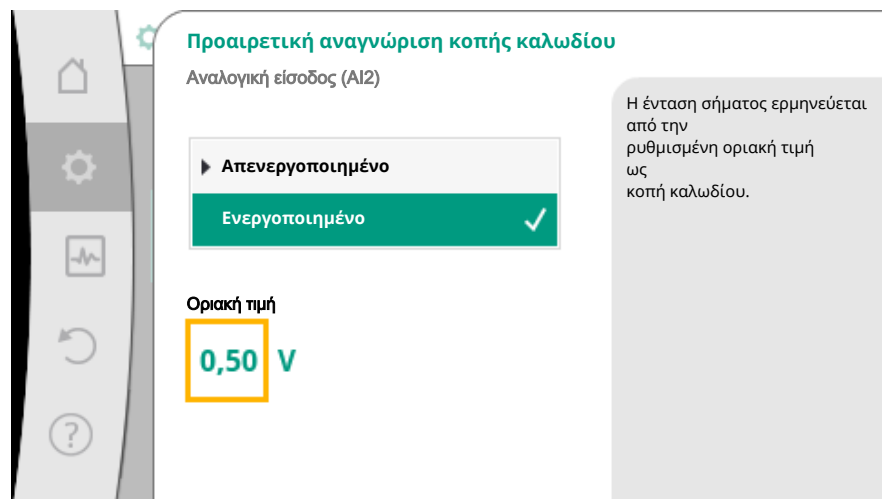 Προαιρετική αναγνώριση κοπής καλωδίου
Αναλογική είσοδος (AI2)
Απενεργοποιημένο
Ενεργοποιημένο
Οριακή τιμή
0,50 V
Η ένταση σήματος ερμηνεύεται
από την
ρυθμισμένη οριακή τιμή
ως
κοπή καλωδίου.
?